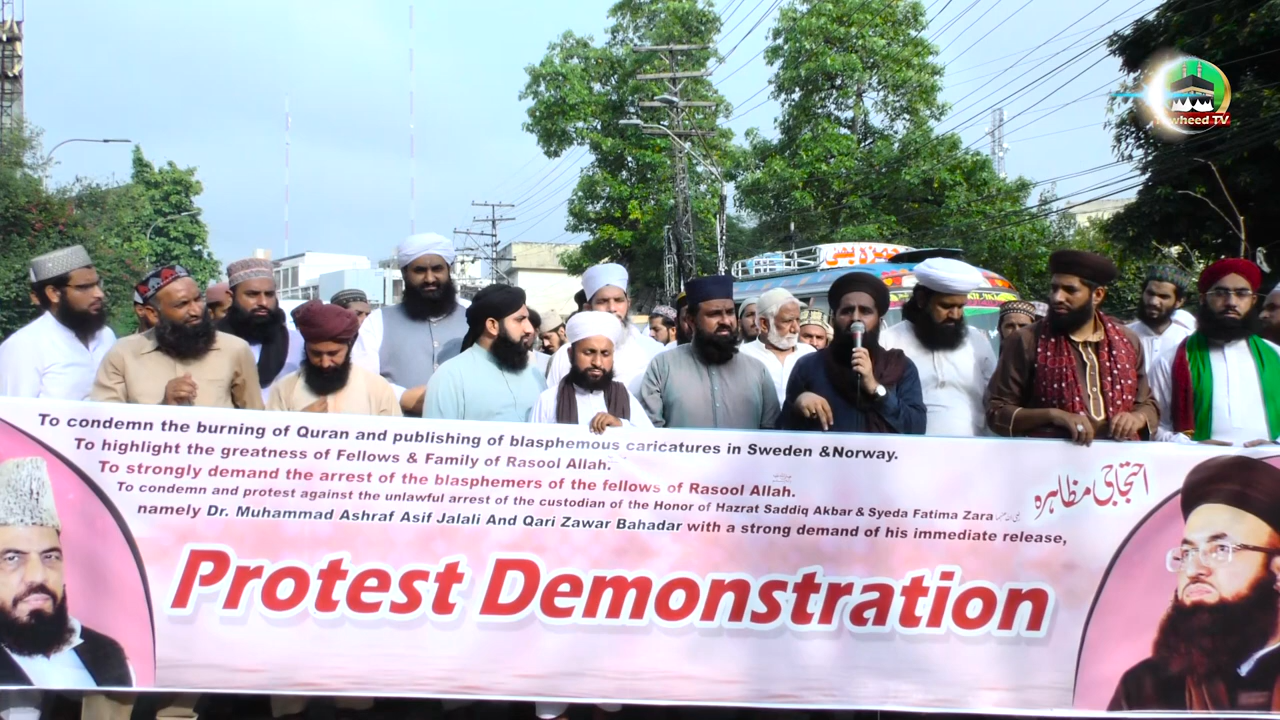 wheed TV
حمزہ بھی
To condemn the burning of Quran and publishing of blasphemous caricatures in Sweden &Norway.
To highlight the greatness of Fellows & Family of Rasool Allah.
To strongly demand the arrest of the blasphemers of the fellows of Rasool Allah.
To condemn and protest against the unlawful arrest of the custodian of the Honor of Hazrat Saddiq Akbar & Syeda Fatima Zara
namely Dr. Muhammad Ashraf Asif Jalali And Qari Zawar Bahadar with a strong demand of his immediate release,
احتجاجی مظاہرہ
Protest Demonstration